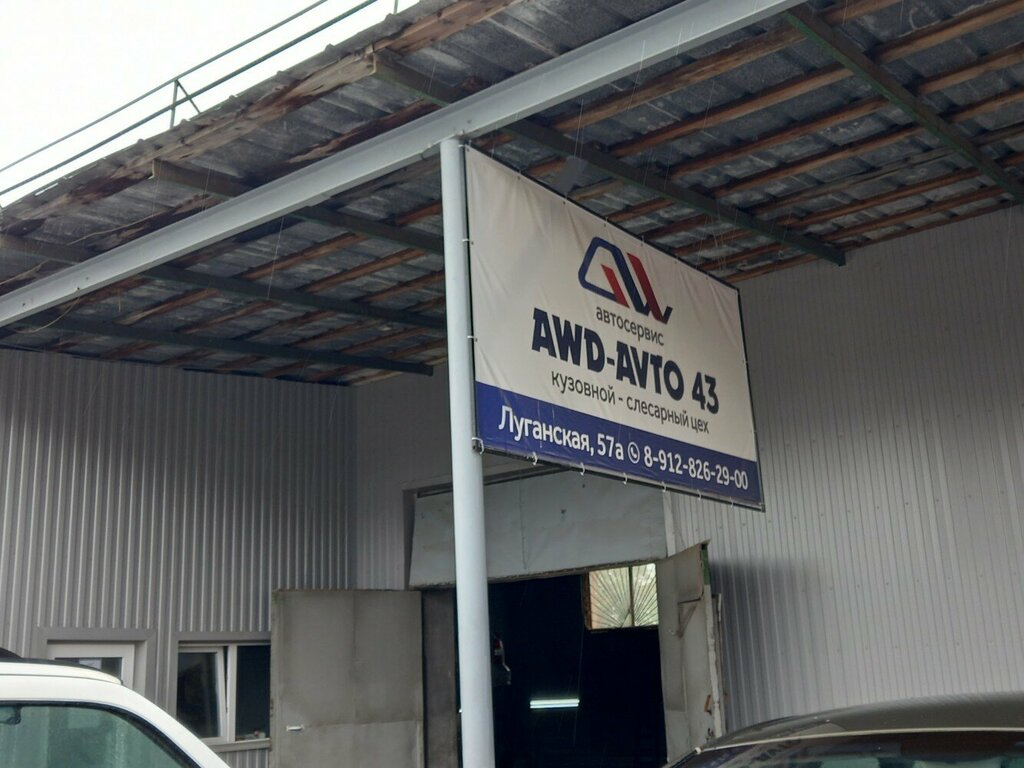 автосервис
AWD-AVTO 43
кузовной - слесарный цех
Луганская, 57а 8-912-826-29-00